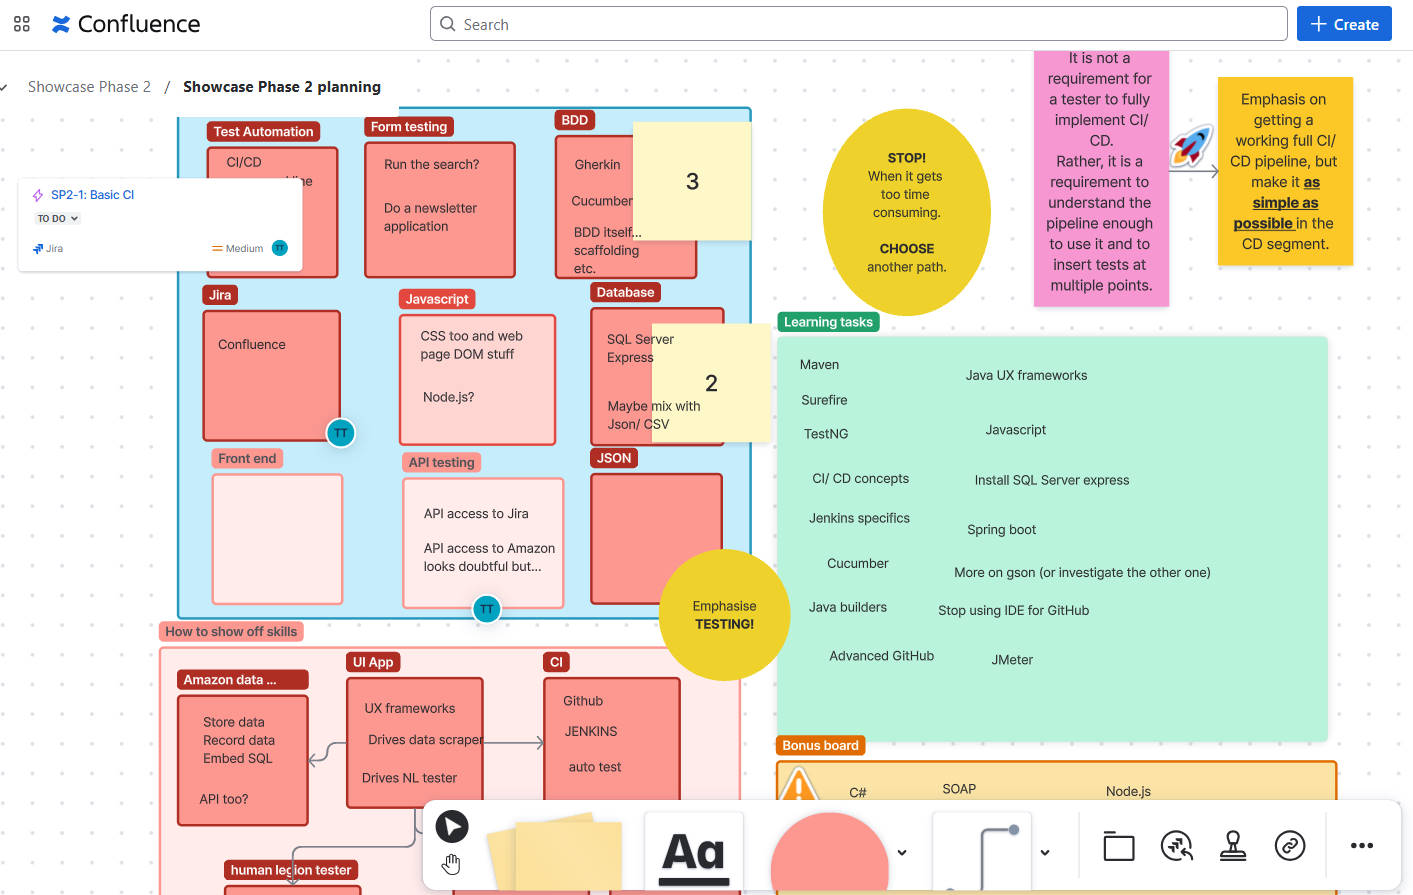 Confluence
Search
Create
Showcase Phase 2 / Showcase Phase 2 planning
Test Automation
CI/CD
SP2-1: Basic CI
TO DO
Jira
Medium
TT
Form testing
Run the search?
Do a newsletter
application
BDD
Gherkin
Cucumber
BDD Itself...
scaffolding
etc.
3
Jira
Confluence
TT
Javascript
CSS too and web
page DOM stuff
Node.js?
Database
SQL Server
Express
Maybe mix with
Json/ CSV
2
Front end
API testing
API access to Jira
API access to Amazon
looks doubtful but...
TT
JSON
Emphasise
TESTING!
STOP!
When it gets
too time
consuming.
CHOOSE
another path.
It is not a
requirement for
a tester to fully
implement CI/
CD.
Rather, it is a
requirement to
understand the
pipeline enough
to use it and to
insert tests at
multiple points.
Emphasis on
getting a
working full CI/
CD pipeline, but
make it as
simple as
possible in the
CD segment.
Learning tasks
Maven
Surefire
TestNG
CI/ CD concepts
Jenkins specifics
Cucumber
Java builders
Advanced GitHub
Java UX frameworks
Javascript
Install SQL Server express
Spring boot
More on gson (or investigate the other one)
Stop using IDE for GitHub
JMeter
How to show off skills
Amazon data ...
Store data
Record data
Embed SQL
API too?
UI App
UX frameworks
Drives data scraper
Drives NL tester
CI
Github
JENKINS
auto test
human legion tester
Bonus board
C#
SOAP
Node.js
Aa